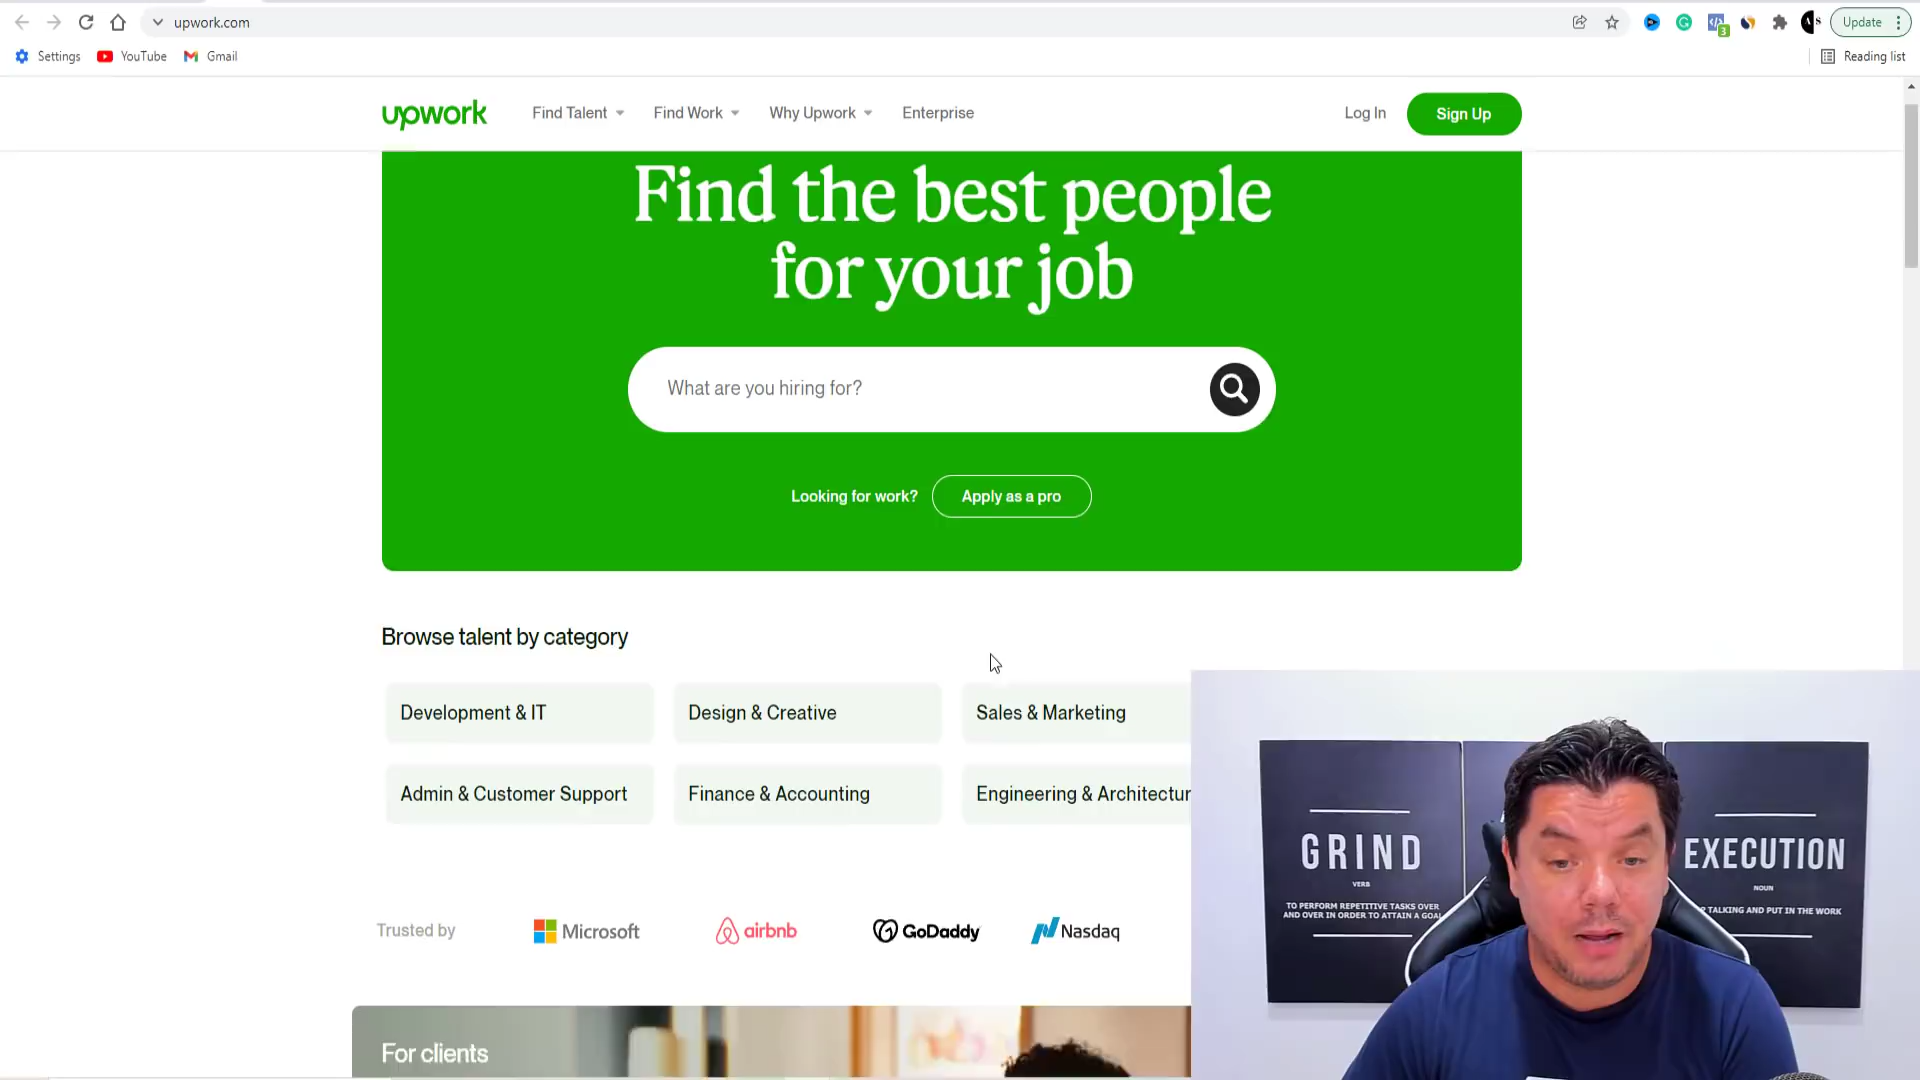 upwork.com
Update
Settings
YouTube
Gmail
Reading list
upwork
Find Talent
Find Work
Why Upwork
Enterprise
Log In
Sign Up
Find the best people
for your job
What are you hiring for?
Looking for work?
Apply as a pro
Browse talent by category
Development & IT
Design & Creative
Sales & Marketing
Admin & Customer Support
Finance & Accounting
Engineering & Architectur
Trusted by
Microsoft
airbnb
GoDaddy
Nasdaq
For clients
GRIND
VERB
TO PERFORM REPETITIVE TASKS OVER
AND OVER IN ORDER TO ATTAIN A GOAL
EXECUTION
NOUN
TALKING AND PUT IN THE WORK